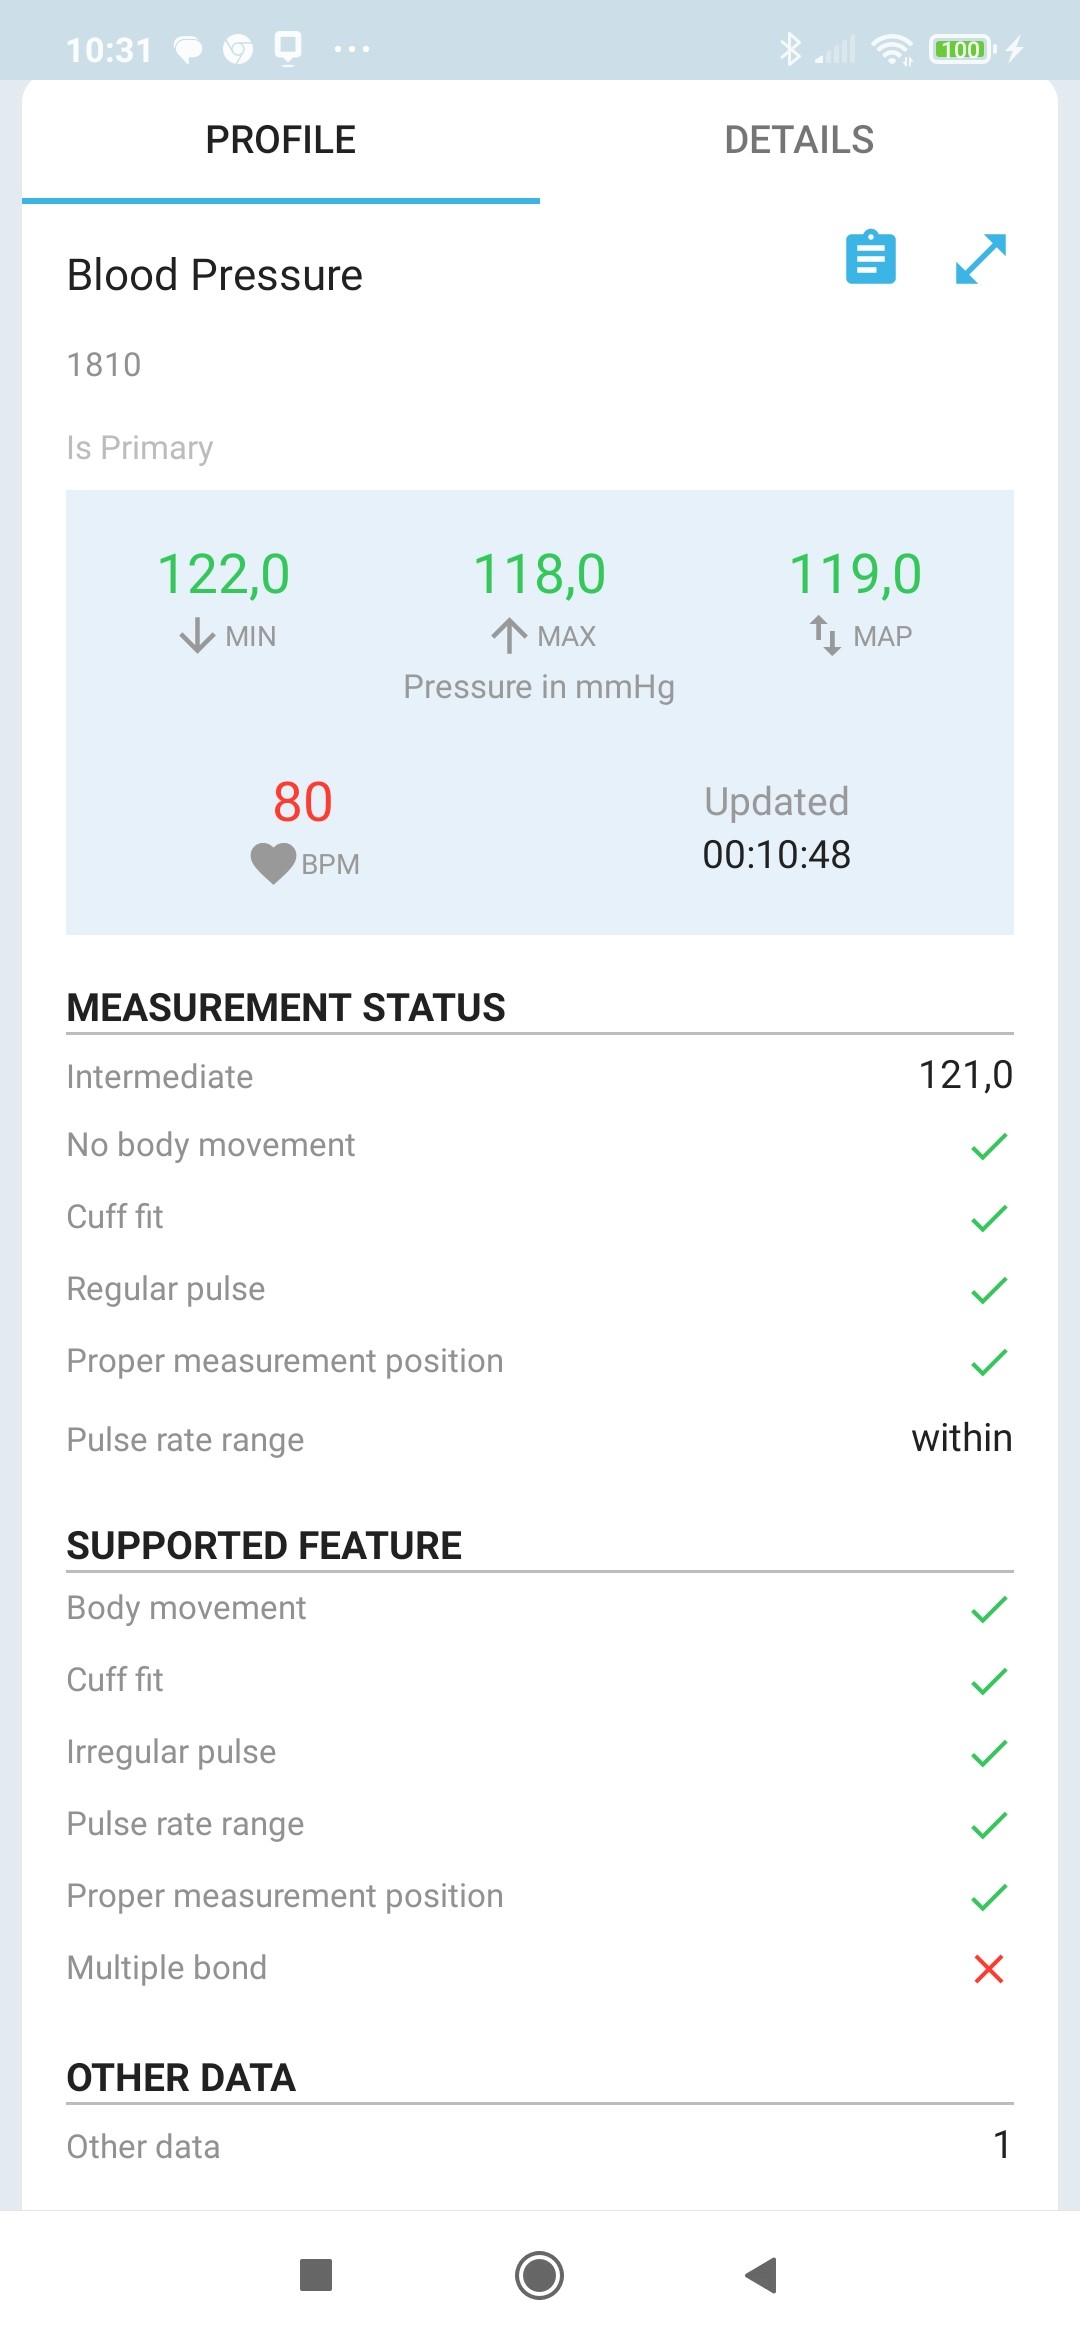 10:31
100
PROFILE DETAILS
Blood Pressure
1810
Is Primary
122,0 118,0 119,0
MIN MAX MAP
Pressure in mmHg
80 Updated
BPM 00:10:48
MEASUREMENT STATUS
Intermediate 121,0
No body movement
Cuff fit
Regular pulse
Proper measurement position
Pulse rate range within
SUPPORTED FEATURE
Body movement
Cuff fit
Irregular pulse
Pulse rate range
Proper measurement position
Multiple bond
OTHER DATA
Other data 1